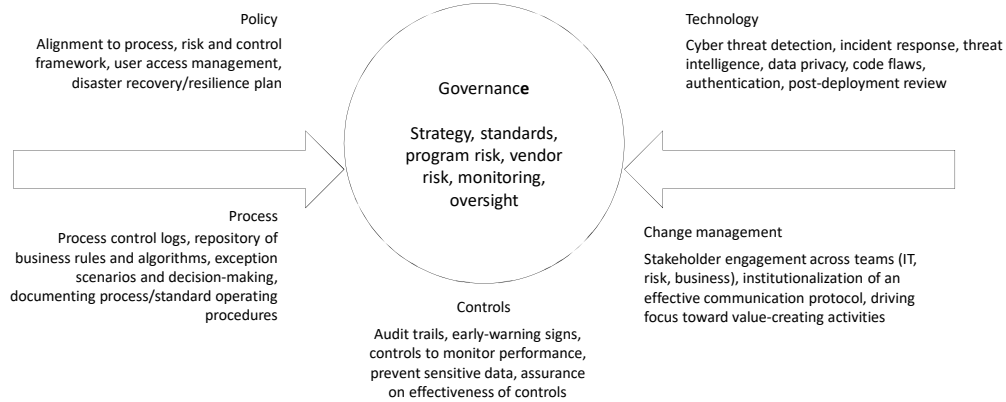 Policy
Alignment to process, risk and control
framework, user access management,
disaster recovery/resilience plan
Technology
Cyber threat detection, incident response, threat
intelligence, data privacy, code flaws,
authentication, post-deployment review
Governance
Strategy, standards,
program risk, vendor
risk, monitoring,
oversight
Process
Process control logs, repository of
business rules and algorithms, exception
scenarios and decision-making,
documenting process/standard operating
procedures
Change management
Stakeholder engagement across teams (IT,
risk, business), institutionalization of an
effective communication protocol, driving
focus toward value-creating activities
Controls
Audit trails, early-warning signs,
controls to monitor performance,
prevent sensitive data, assurance
on effectiveness of controls